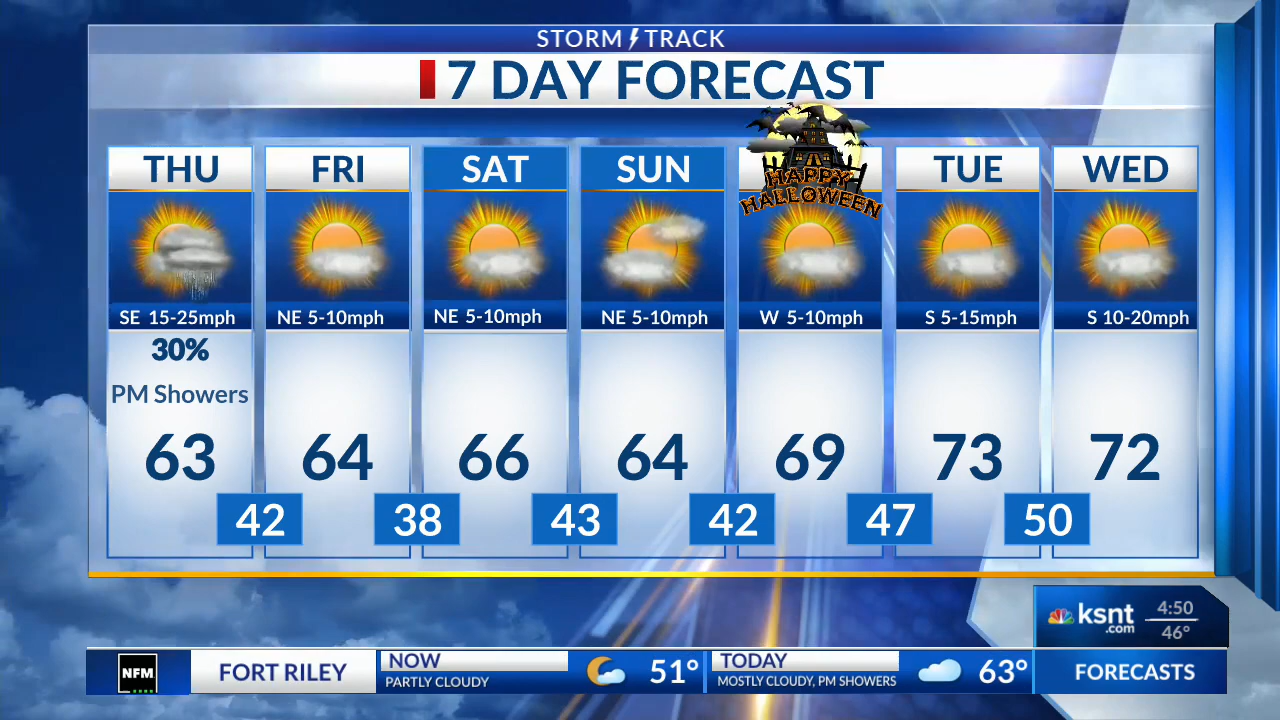 STORM TRACK
7 DAY FORECAST
THU FRI SAT SUN HAPPY HALLOWEEN TUE WED
SE 15-25mph NE 5-10mph NE 5-10mph NE 5-10mph W 5-10mph S 5-15mph S 10-20mph
30%
PM Showers
63 64 66 64 69 73 72
42 38 43 42 47 50
ksnt.com 4:50
46°
NFM FORT RILEY NOW 51° TODAY 63° FORECASTS
PARTLY CLOUDY MOSTLY CLOUDY, PM SHOWERS